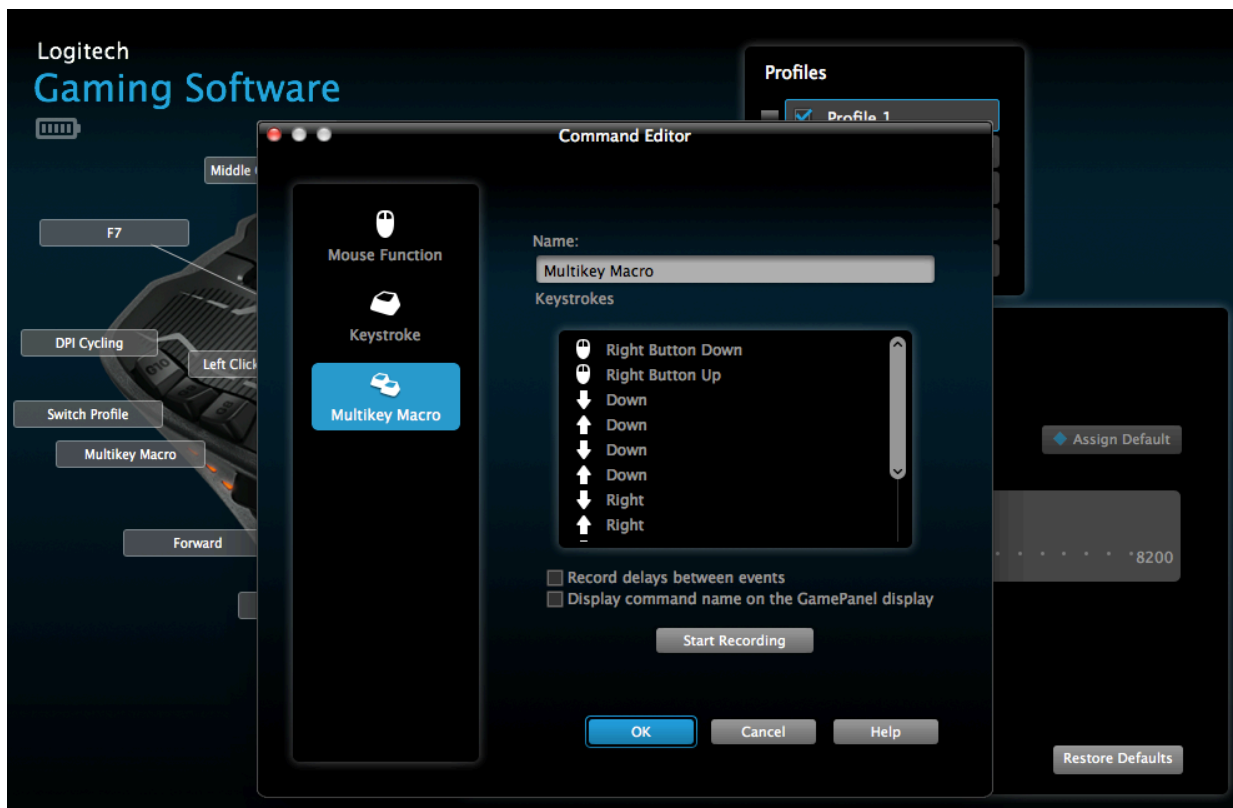 Logitech
Gaming Software
Profiles
Profile 1
Command Editor
Middle
F7
DPI Cycling
Left Click
Switch Profile
Multikey Macro
Forward
G10
Mouse Function
Keystroke
Multikey Macro
Name:
Multikey Macro
Keystrokes
Right Button Down
Right Button Up
Down
Down
Down
Down
Right
Right
Record delays between events
Display command name on the GamePanel display
Start Recording
OK
Cancel
Help
Assign Default
8200
Restore Defaults